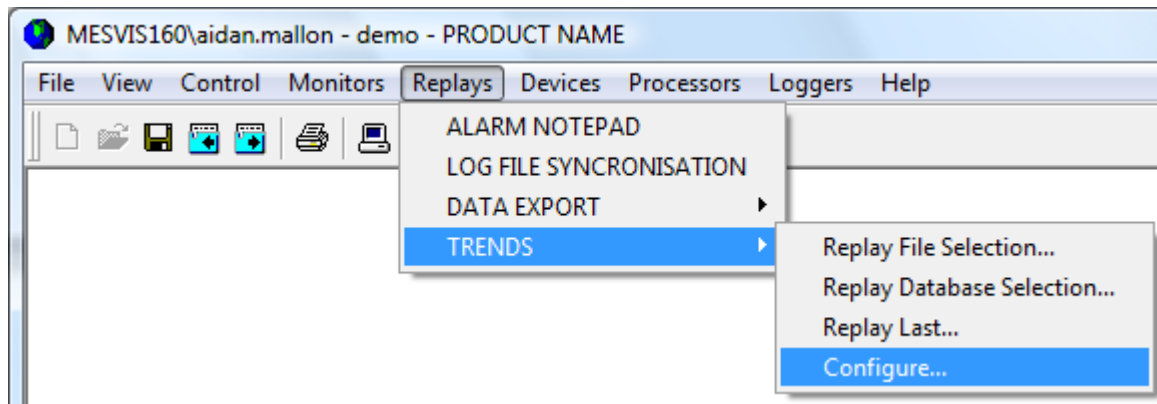 MESVIS160\aidan.mallon - demo - PRODUCT NAME
File View Control Monitors Replays Devices Processors Loggers Help
ALARM NOTEPAD
LOG FILE SYNCRONISATION
DATA EXPORT
TRENDS
Replay File Selection...
Replay Database Selection...
Replay Last...
Configure...